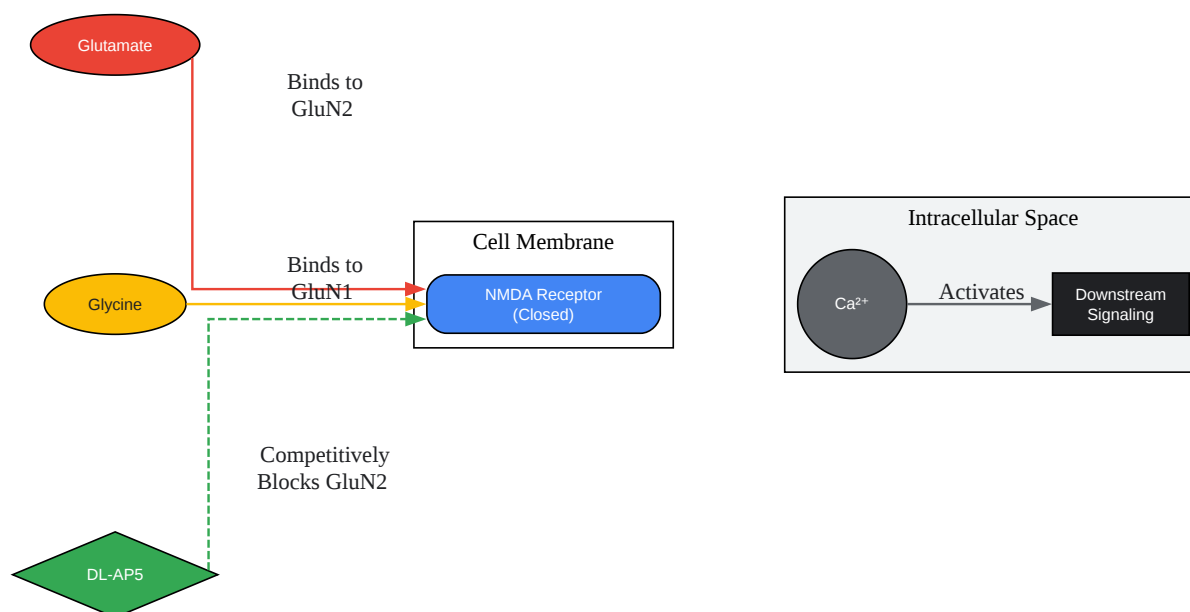 Glutamate
Binds to
GluN2
Cell Membrane
Intracellular Space
Binds to
GluN1
Glycine
NMDA Receptor
(Closed)
Ca²⁺
Activates
Downstream
Signaling
Competitively
Blocks GluN2
DL-AP5